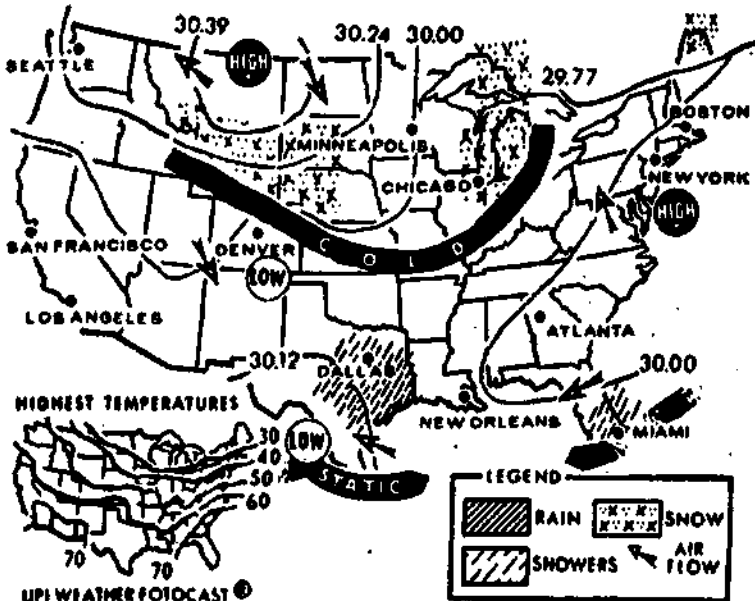 30.39
30.24
30.00
29.77
SEATTLE
HIGH
MINNEAPOLIS
BOSTON
CHICAGO
NEW YORK
HIGH
SAN FRANCISCO
DENVER
COLD
LOW
LOS ANGELES
ATLANTA
30.12
DALLAS
30.00
NEW ORLEANS
MIAMI
HIGHEST TEMPERATURES
LOW
30
40
50
60
STATIC
70
70
LEGEND
RAIN
SNOW
SHOWERS
AIR
FLOW
UPI WEATHER FOTOCAST ©